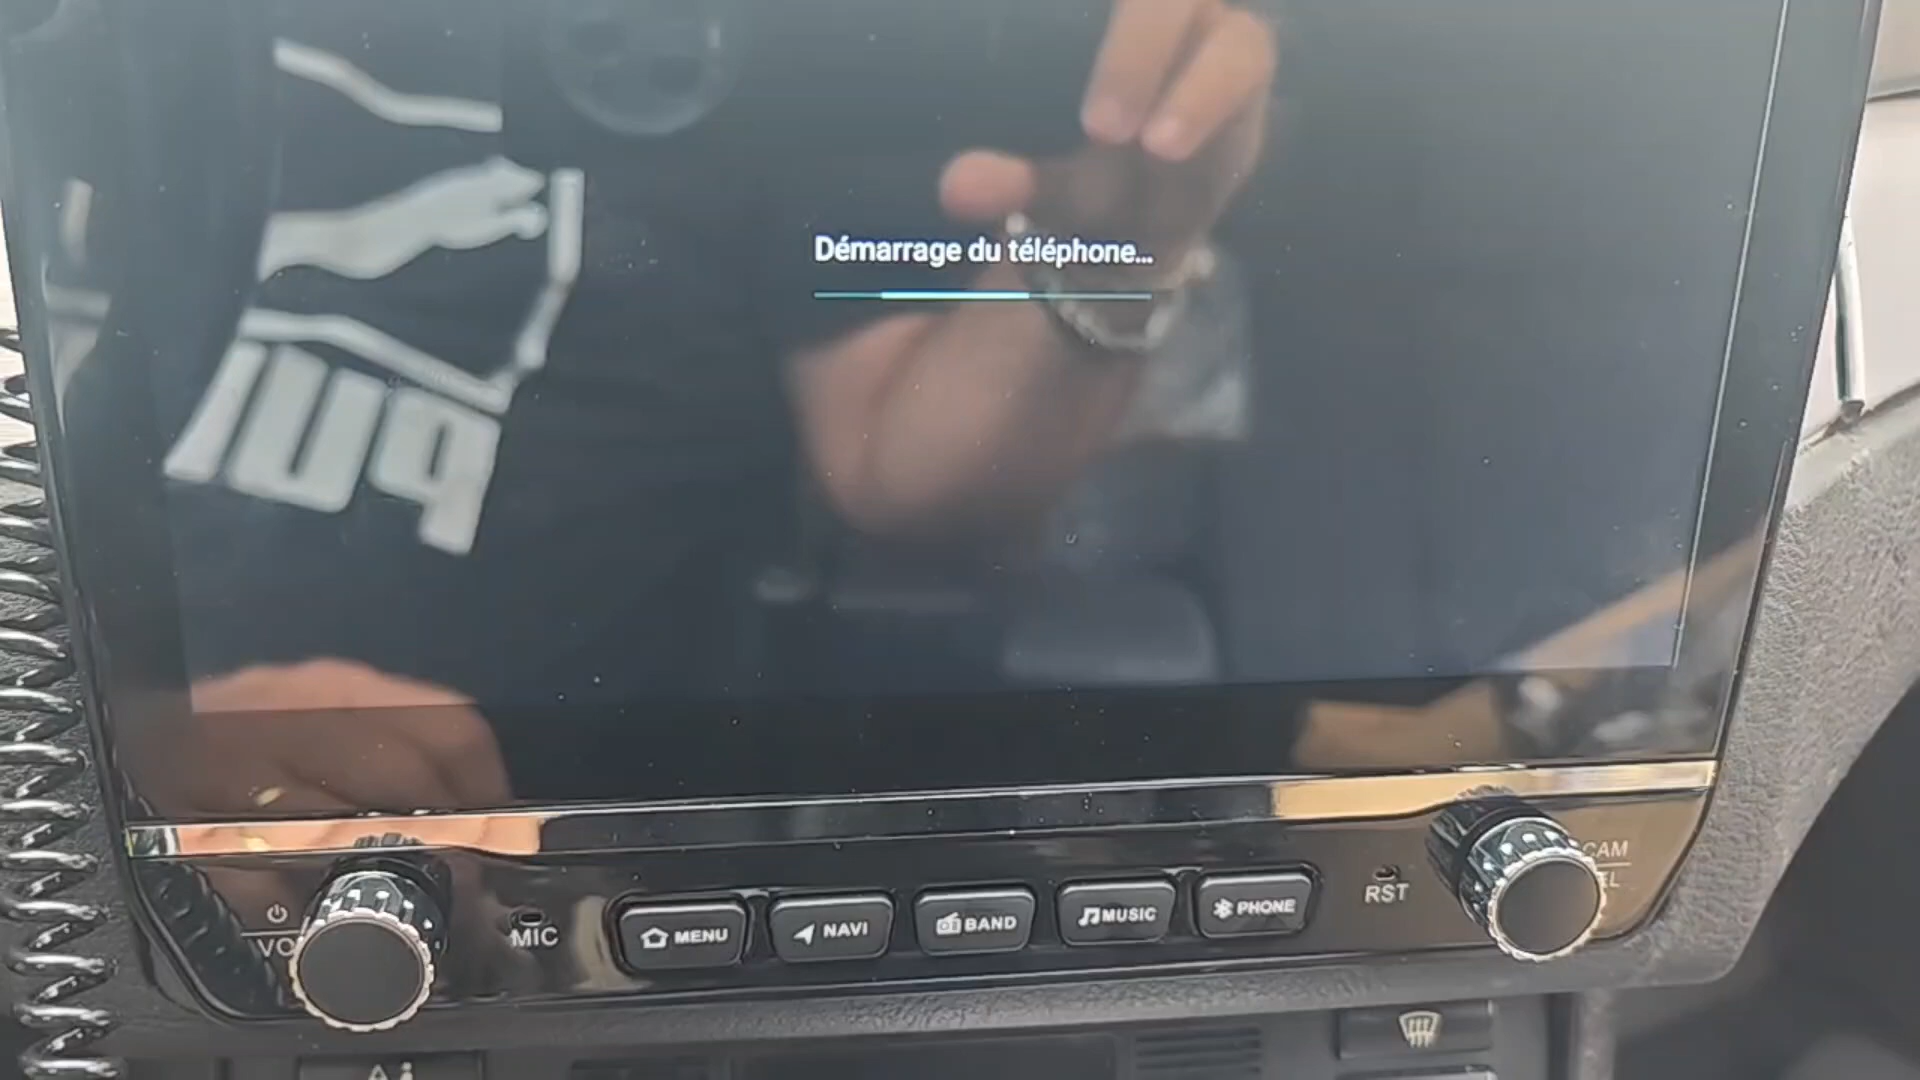 Démarrage du téléphone...
MIC
MENU
NAVI
BAND
MUSIC
PHONE
RST
CAM